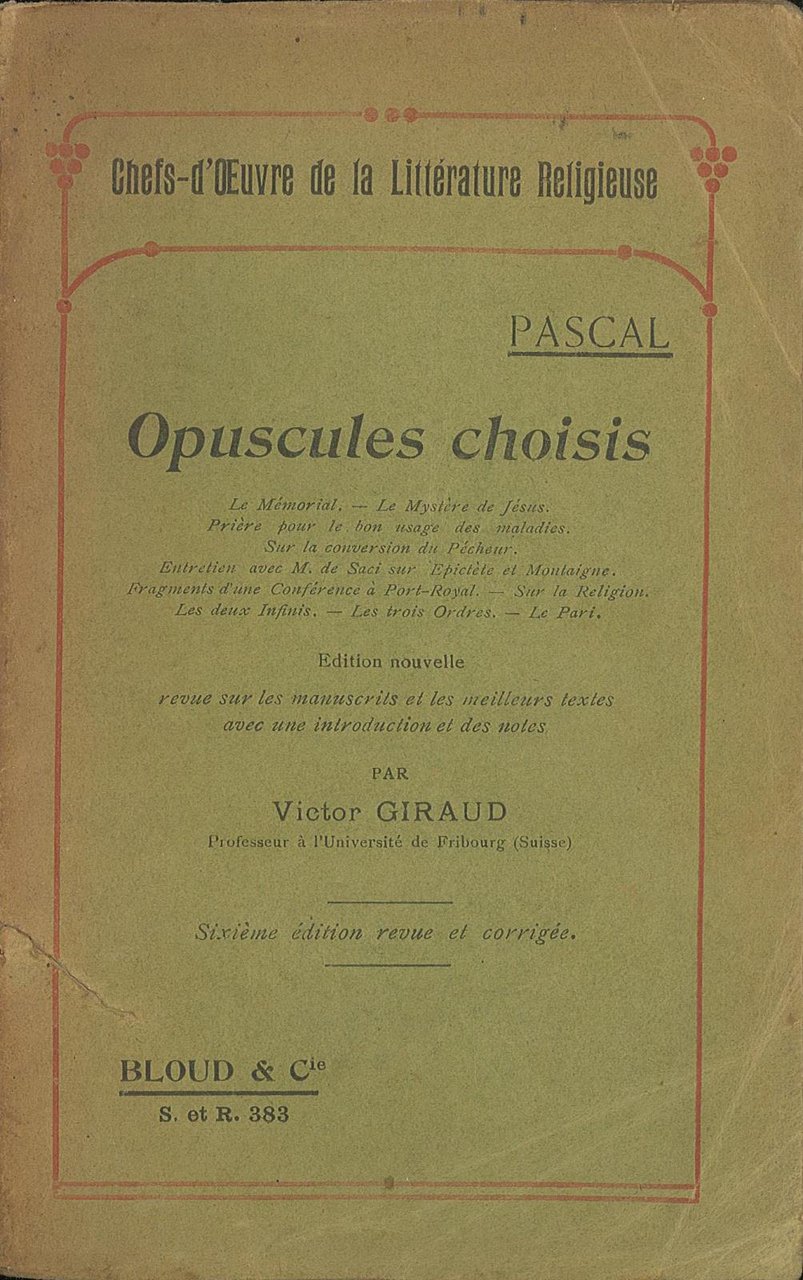 Chefs-d'Œuvre de la Littérature Religieuse
PASCAL
Opuscules choisis
Le Mémorial. — Le Mystère de Jésus.
Prière pour le bon usage des maladies.
Sur la conversion du Pécheur.
Entretien avec M. de Saci sur Epictète et Montaigne.
Fragments d'une Conférence à Port-Royal. — Sur la Religion.
Les deux Infinis. — Les trois Ordres. — Le Pari.
Edition nouvelle
revue sur les manuscrits et les meilleurs textes
avec une introduction et des notes
PAR
Victor GIRAUD
Professeur à l'Université de Fribourg (Suisse)
Sixième édition revue et corrigée.
BLOUD & Cie
S. et R. 383